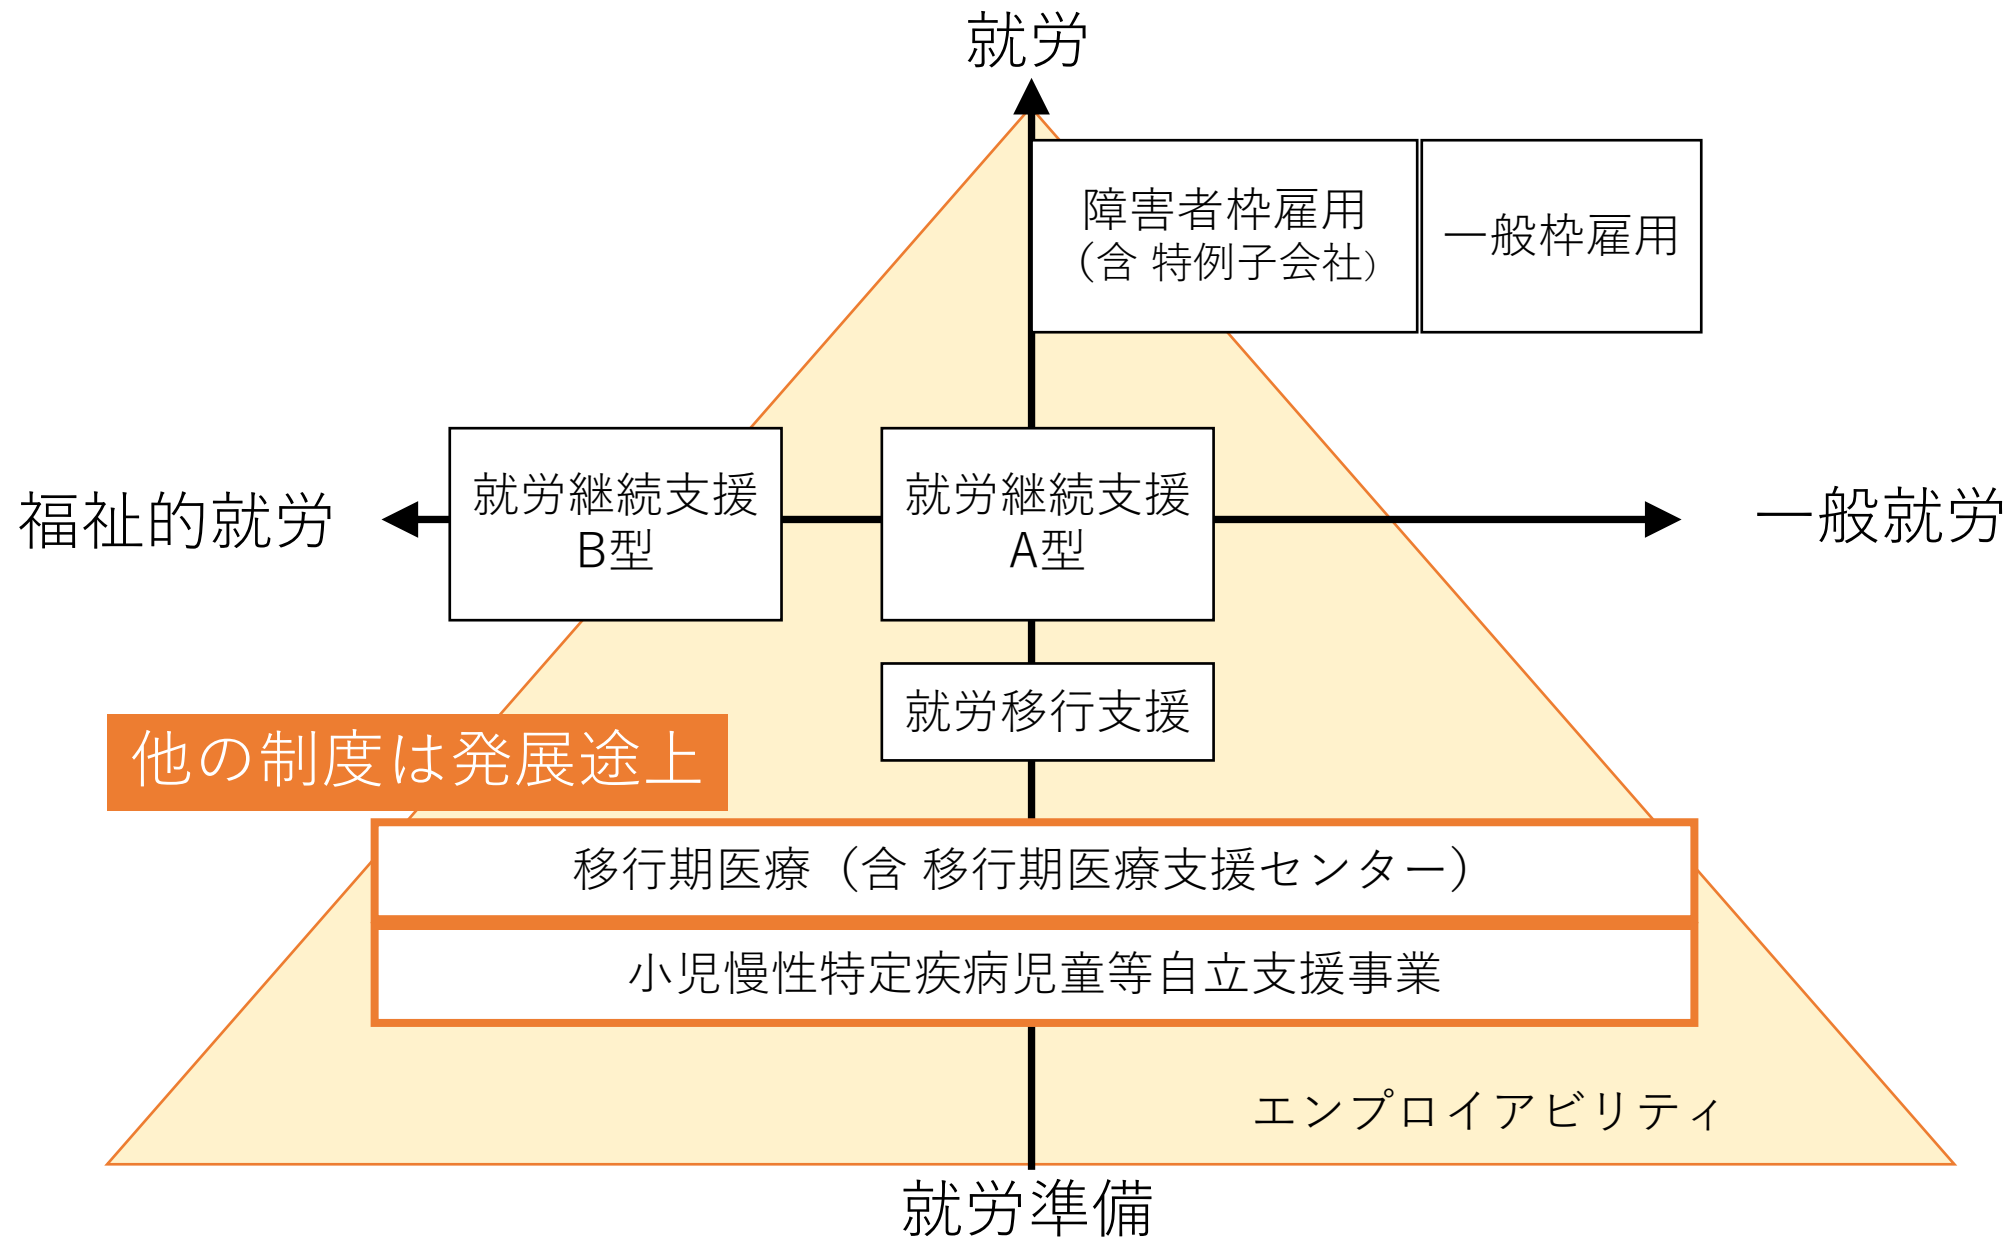 就労
障害者枠雇用
（含 特例子会社）
一般枠雇用
福祉的就労
就労継続支援
B型
就労継続支援
A型
一般就労
就労移行支援
他の制度は発展途上
移行期医療（含 移行期医療支援センター）
小児慢性特定疾病児童等自立支援事業
エンプロイアビリティ
就労準備